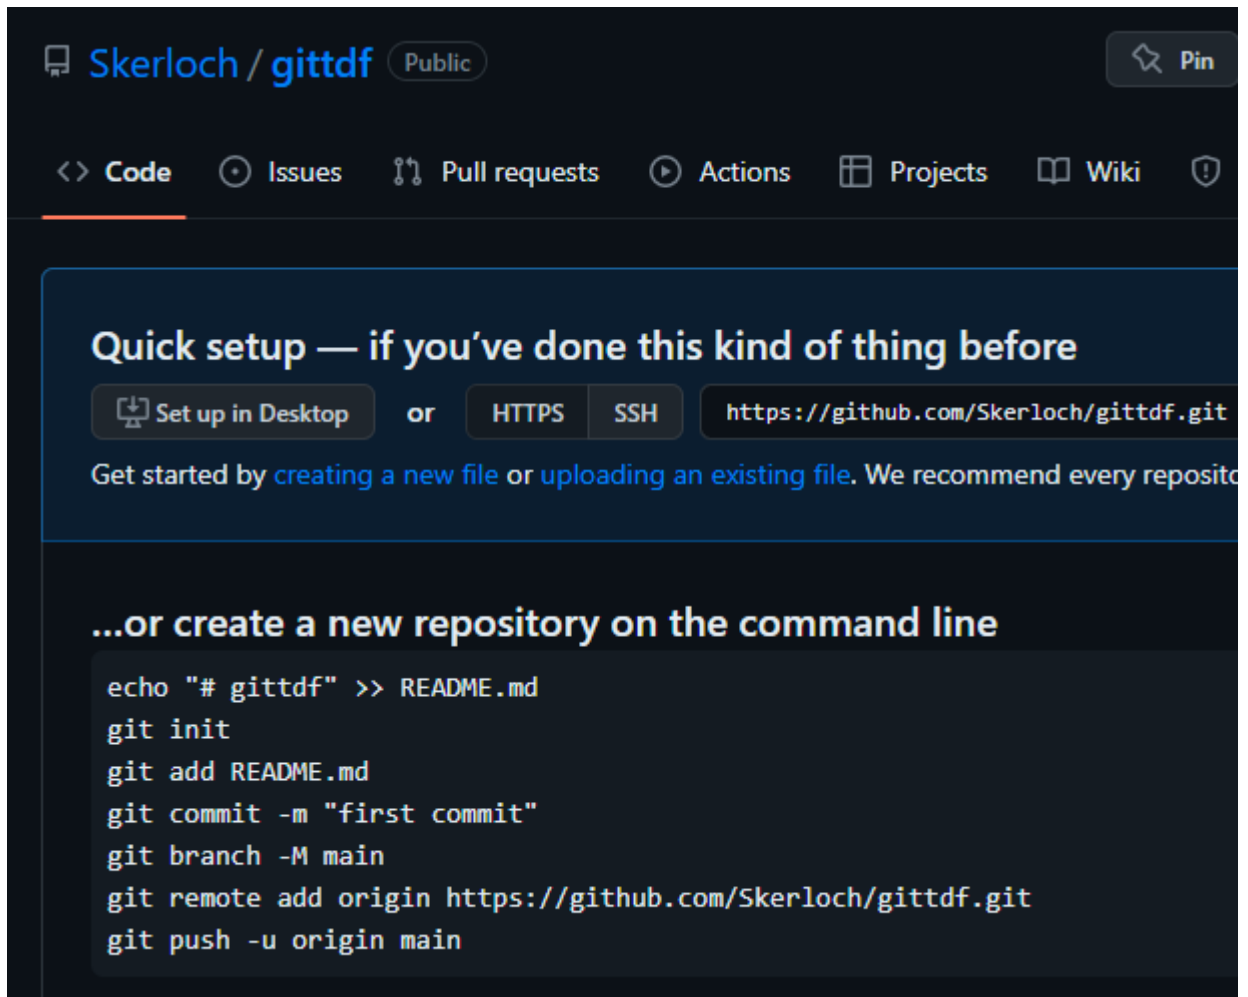 Skerloch / gittdf Public Pin
Code Issues Pull requests Actions Projects Wiki
Quick setup — if you’ve done this kind of thing before
Set up in Desktop or HTTPS SSH https://github.com/Skerloch/gittdf.git
Get started by creating a new file or uploading an existing file. We recommend every reposito
...or create a new repository on the command line
echo "# gittdf" >> README.md
git init
git add README.md
git commit -m "first commit"
git branch -M main
git remote add origin https://github.com/Skerloch/gittdf.git
git push -u origin main